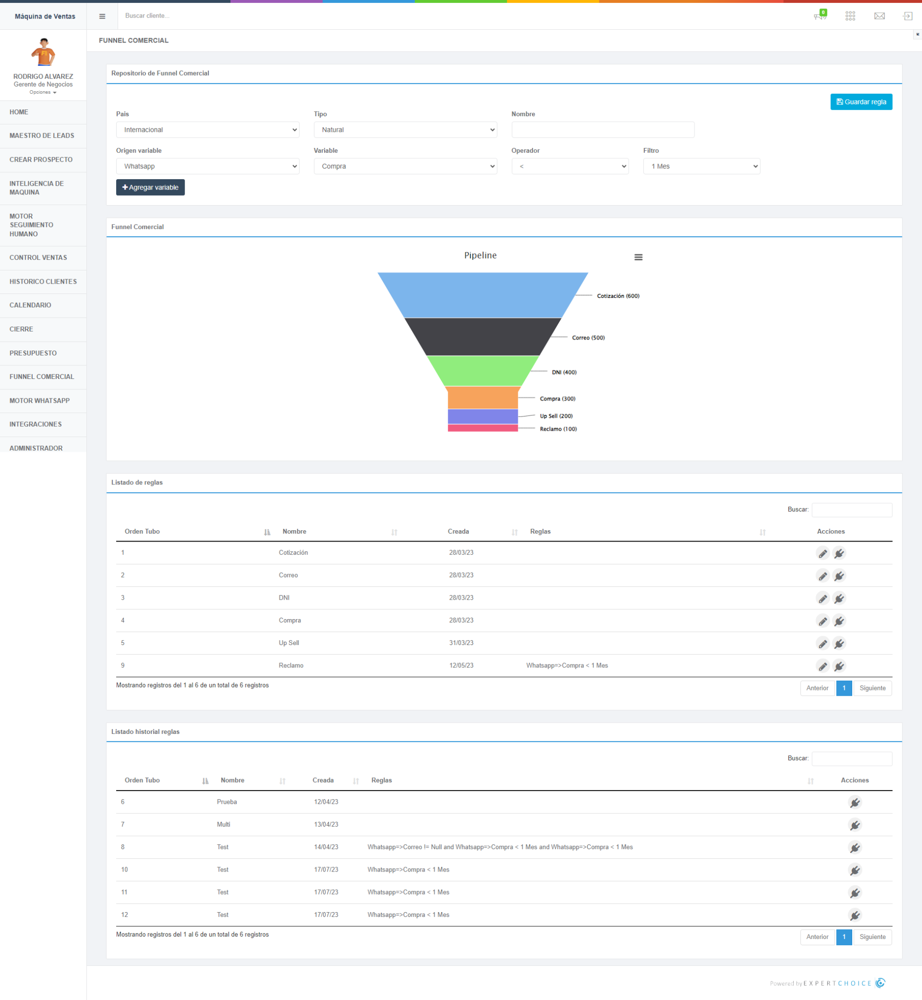 Máquina de Ventas
Buscar cliente...
0
FUNNEL COMERCIAL
FI
RODRIGO ALVAREZ
Gerente de Negocios
Opciones
HOME
MAESTRO DE LEADS
CREAR PROSPECTO
INTELIGENCIA DE
MAQUINA
MOTOR
SEGUIMIENTO
HUMANO
CONTROL VENTAS
HISTORICO CLIENTES
CALENDARIO
CIERRE
PRESUPUESTO
FUNNEL COMERCIAL
MOTOR WHATSAPP
INTEGRACIONES
ADMINISTRADOR
Repositorio de Funnel Comercial
Guardar regla
Pais Tipo Nombre
Internacional Natural
Origen variable Variable Operador Filtro
Whatsapp Compra < 1 Mes
+ Agregar variable
Funnel Comercial
Pipeline
Cotización (600)
Correo (500)
DNI (400)
Compra (300)
Up Sell (200)
Reclamo (100)
Listado de reglas
Buscar:
Orden Tubo Nombre Creada Reglas Acciones
1 Cotización 28/03/23
2 Correo 28/03/23
3 DNI 28/03/23
4 Compra 28/03/23
5 Up Sell 31/03/23
9 Reclamo 12/05/23 Whatsapp=>Compra < 1 Mes
Mostrando registros del 1 al 6 de un total de 6 registros
Anterior 1 Siguiente
Listado historial reglas
Buscar:
Orden Tubo Nombre Creada Reglas Acciones
6 Prueba 12/04/23
7 Multi 13/04/23
8 Test 14/04/23 Whatsapp=>Correo != Null and Whatsapp=>Compra < 1 Mes and Whatsapp=>Compra < 1 Mes
10 Test 17/07/23 Whatsapp=>Compra < 1 Mes
11 Test 17/07/23 Whatsapp=>Compra < 1 Mes
12 Test 17/07/23 Whatsapp=>Compra < 1 Mes
Mostrando registros del 1 al 6 de un total de 6 registros
Anterior 1 Siguiente
Powered by EXPERTCHOICE